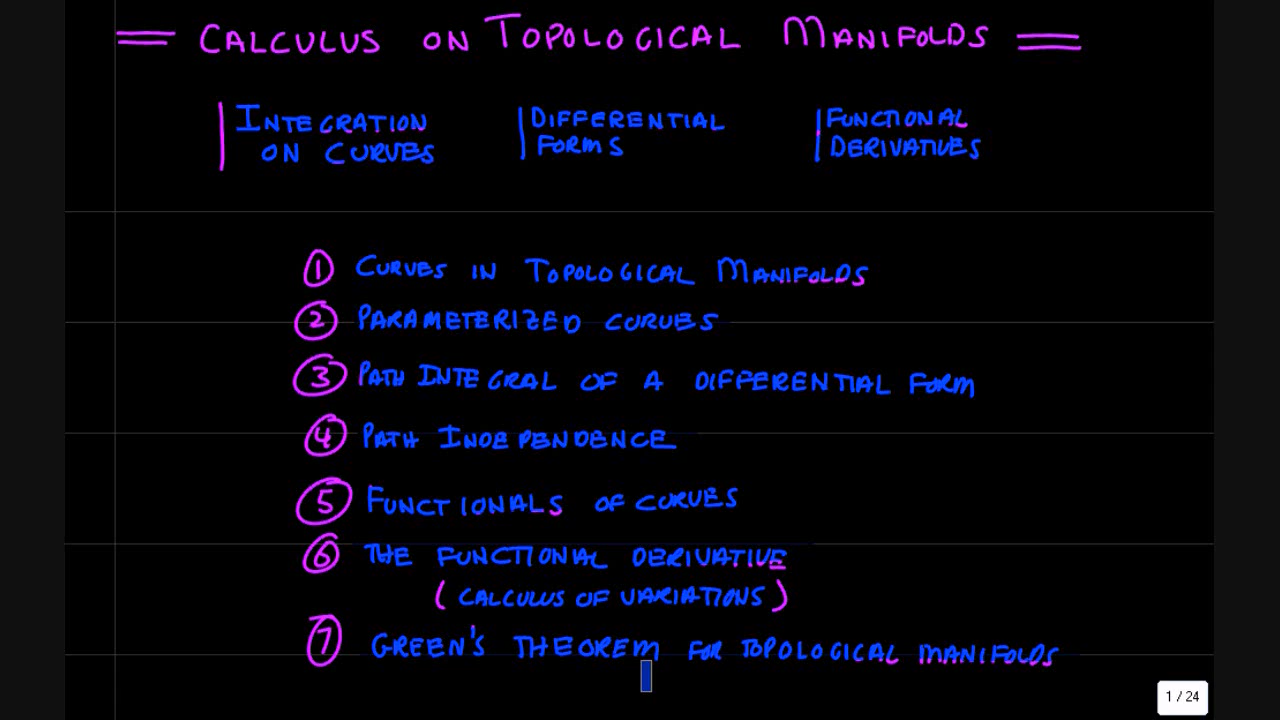 = CALCULUS ON TOPOLOGICAL MANIFOLDS =
INTEGRATION ON CURVES
DIFFERENTIAL FORMS
FUNCTIONAL DERIVATIVES
1 CURVES IN TOPOLOGICAL MANIFOLDS
2 PARAMETERIZED CURVES
3 PATH INTEGRAL OF A DIFFERENTIAL FORM
4 PATH INDEPENDENCE
5 FUNCTIONALS OF CURVES
6 THE FUNCTIONAL DERIVATIVE
(CALCULUS OF VARIATIONS)
7 GREEN'S THEOREM FOR TOPOLOGICAL MANIFOLDS
1 / 24